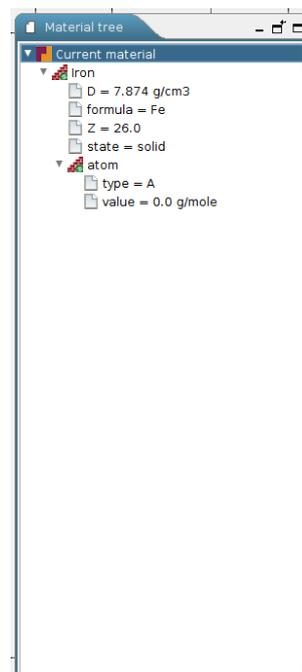 Material tree
Current material
Iron
D = 7.874 g/cm3
formula = Fe
Z = 26.0
state = solid
atom
type = A
value = 0.0 g/mole